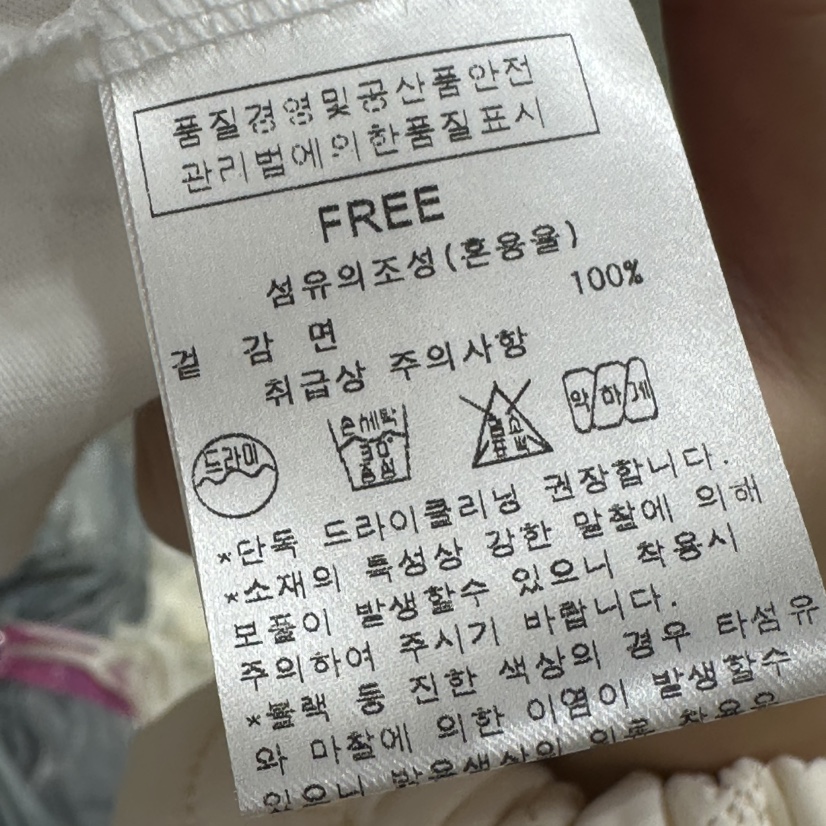 품질경영및공산품안전
관리법에의한품질표시
FREE
섬유의조성(혼용율)
겉 감 면 100%
취급상 주의사항
드라이
손세탁
중성
약하게
*단독 드라이클리닝 권장합니다.
*소재의 특성상 강한 말찰에 의해
보풀이 발생할수 있으니 착용시
주의하여 주시기 바랍니다.
*블랙 등 진한 색상의 경우 타섬유
와 마찰에 의한 이염이 발생할수
있으니